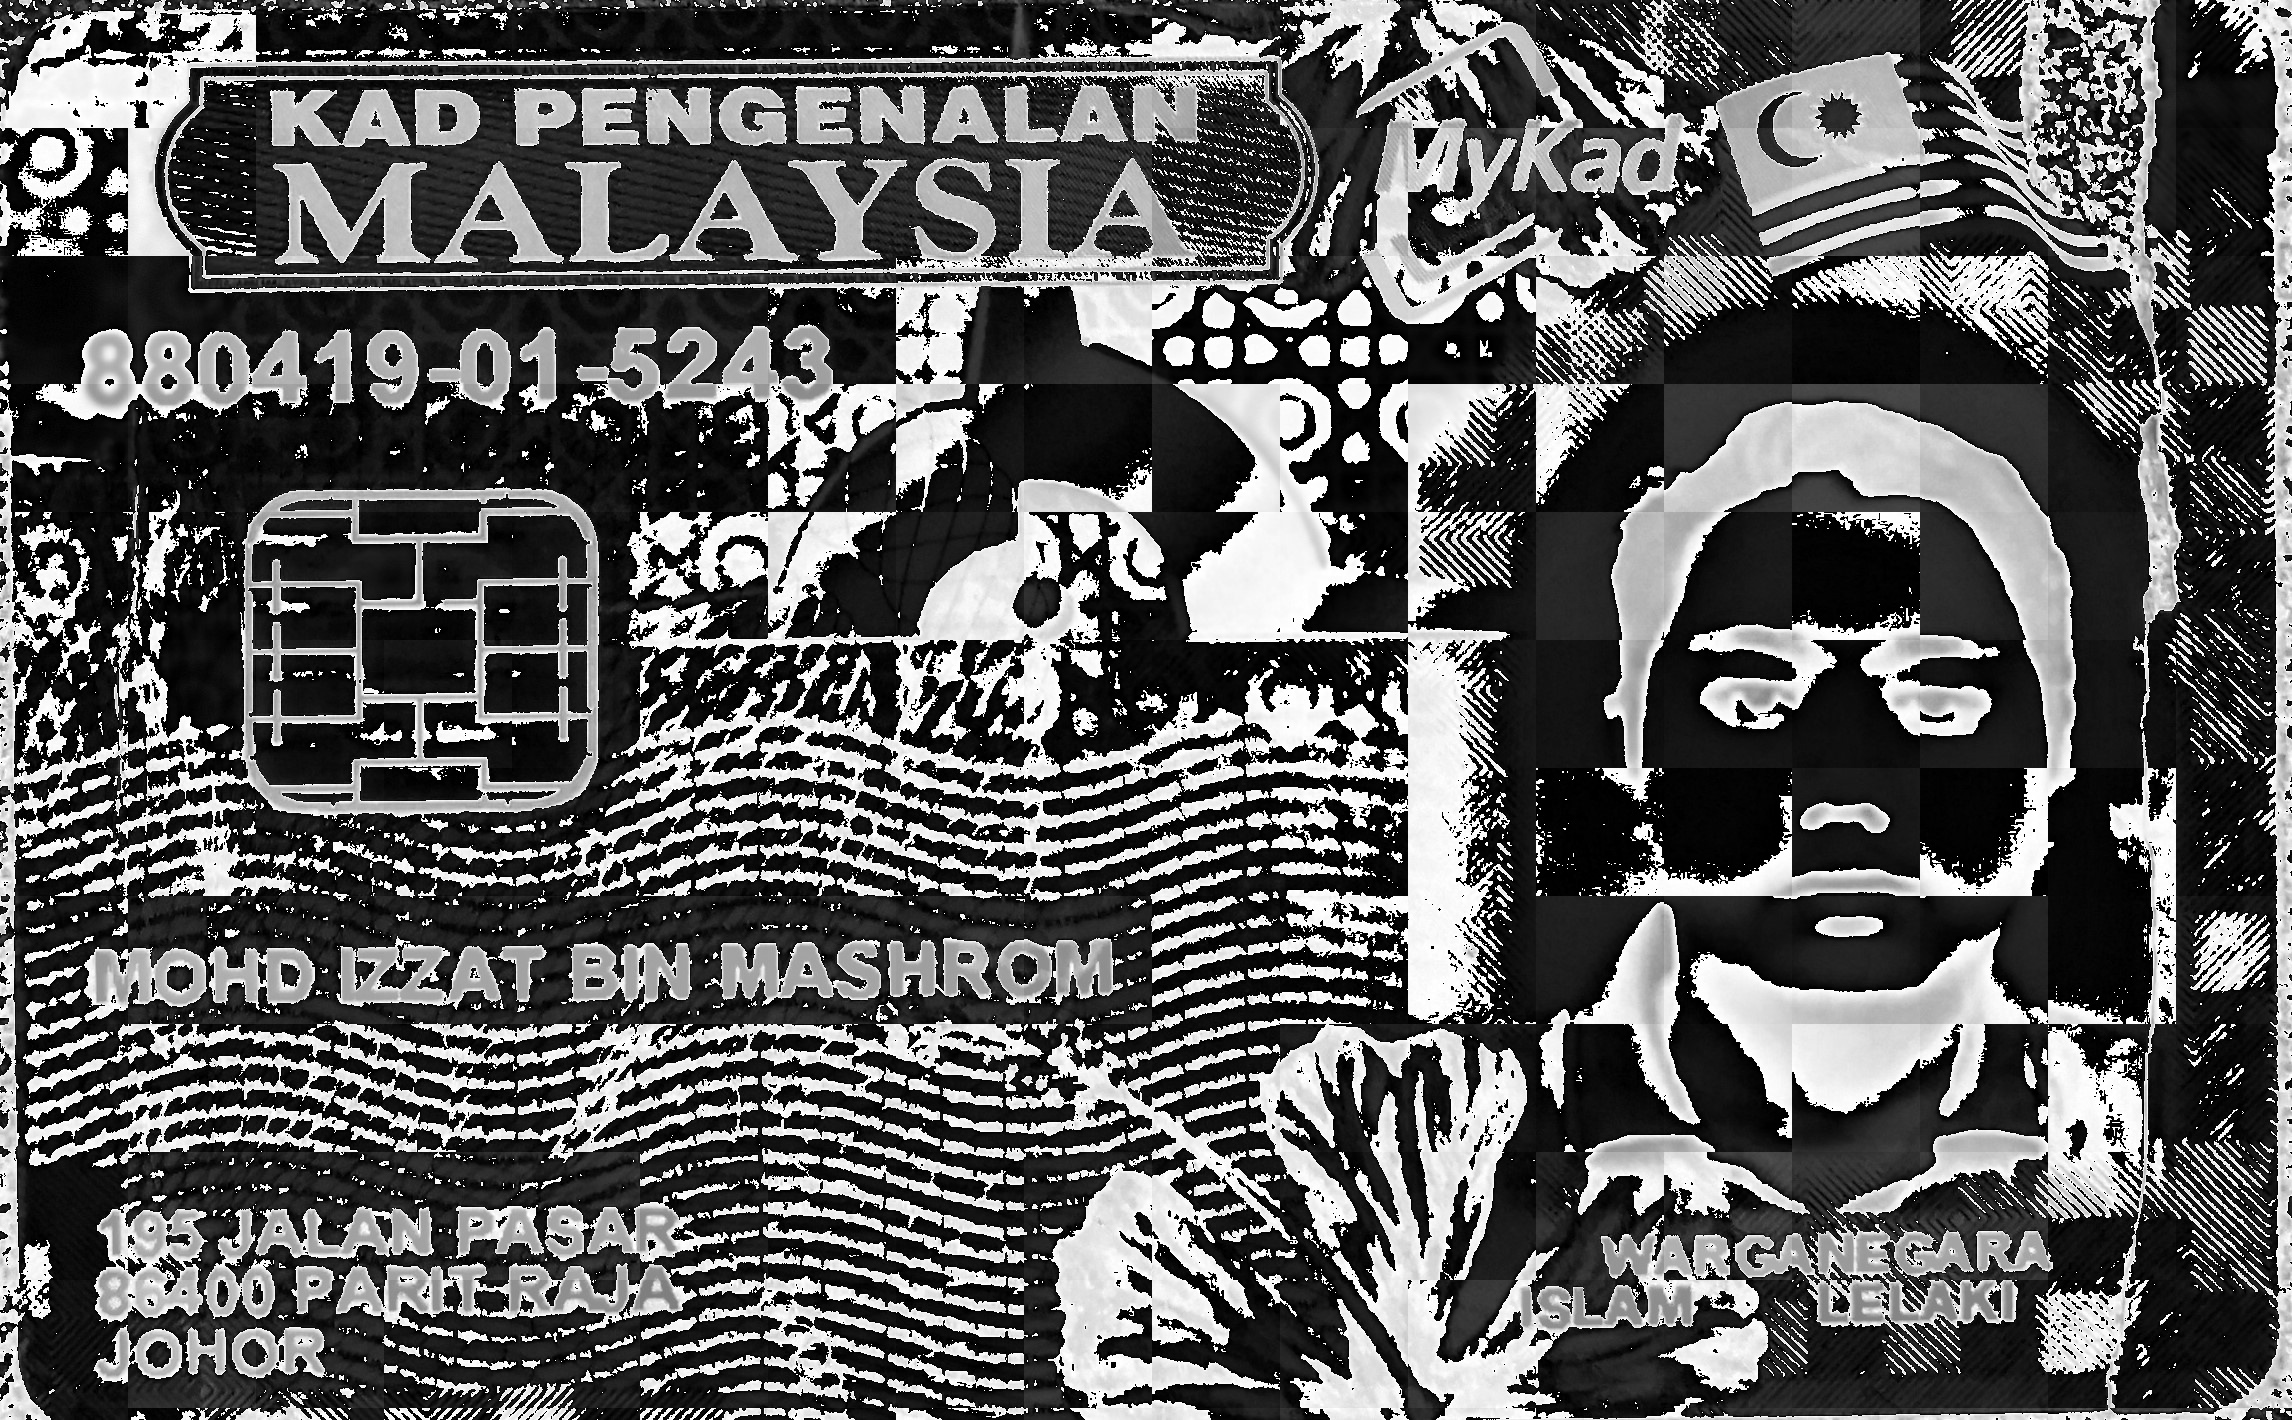 KAD PENGENALAN
MALAYSIA
MyKad
880419-01-5243
MOHD IZZAT BIN MASHROM
195 JALAN PASAR
86400 PARIT RAJA
JOHOR
WARGANEGARA
ISLAM LELAKI